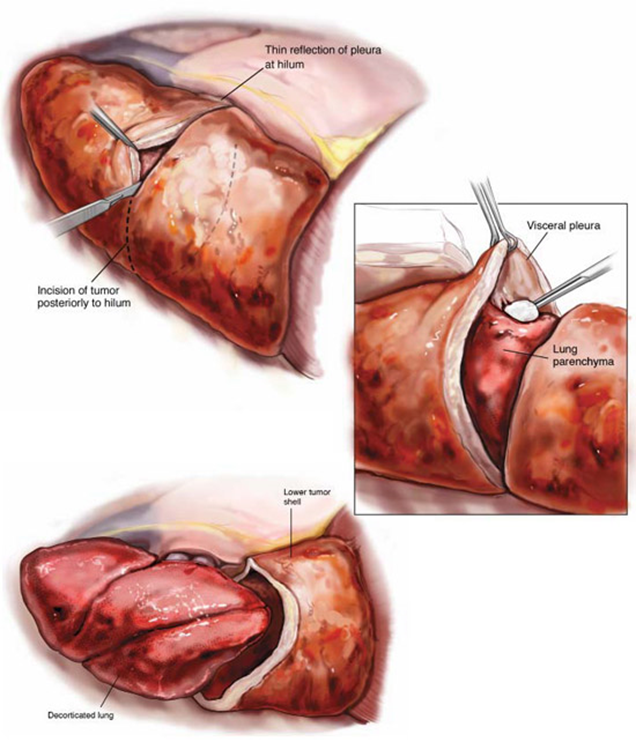 Thin reflection of pleura
at hilum
Incision of tumor
posteriorly to hilum
Visceral pleura
Lung
parenchyma
Lower tumor
shell
Decorticated lung